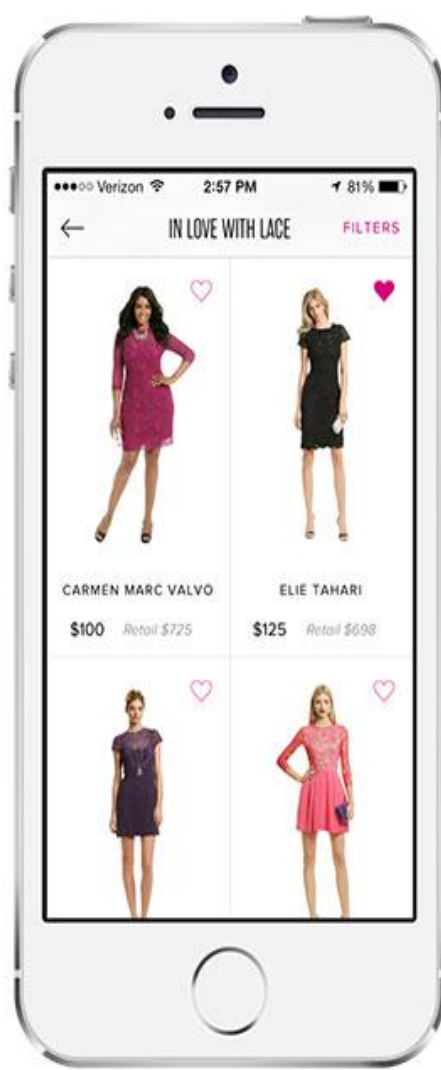 Verizon 2:57 PM 81%
IN LOVE WITH LACE FILTERS
CARMEN MARC VALVO ELIE TAHARI
$100 Retail $725 $125 Retail $698